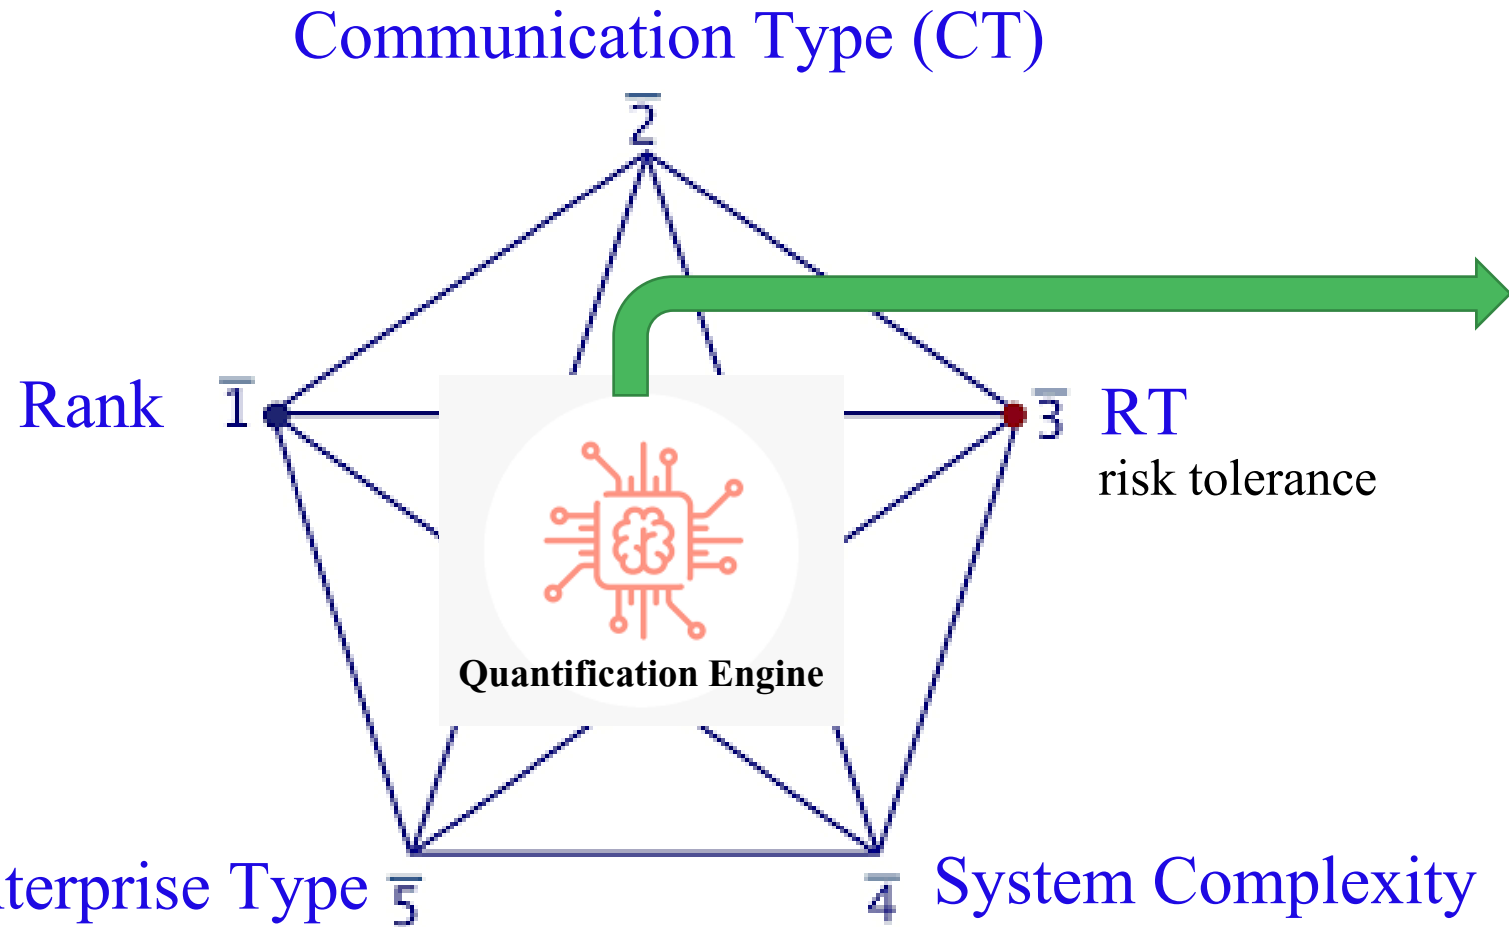 Communication Type (CT)
2̅
Rank 1̅
3̅ RT
risk tolerance
Quantification Engine
terprise Type 5̅
4̅ System Complexity